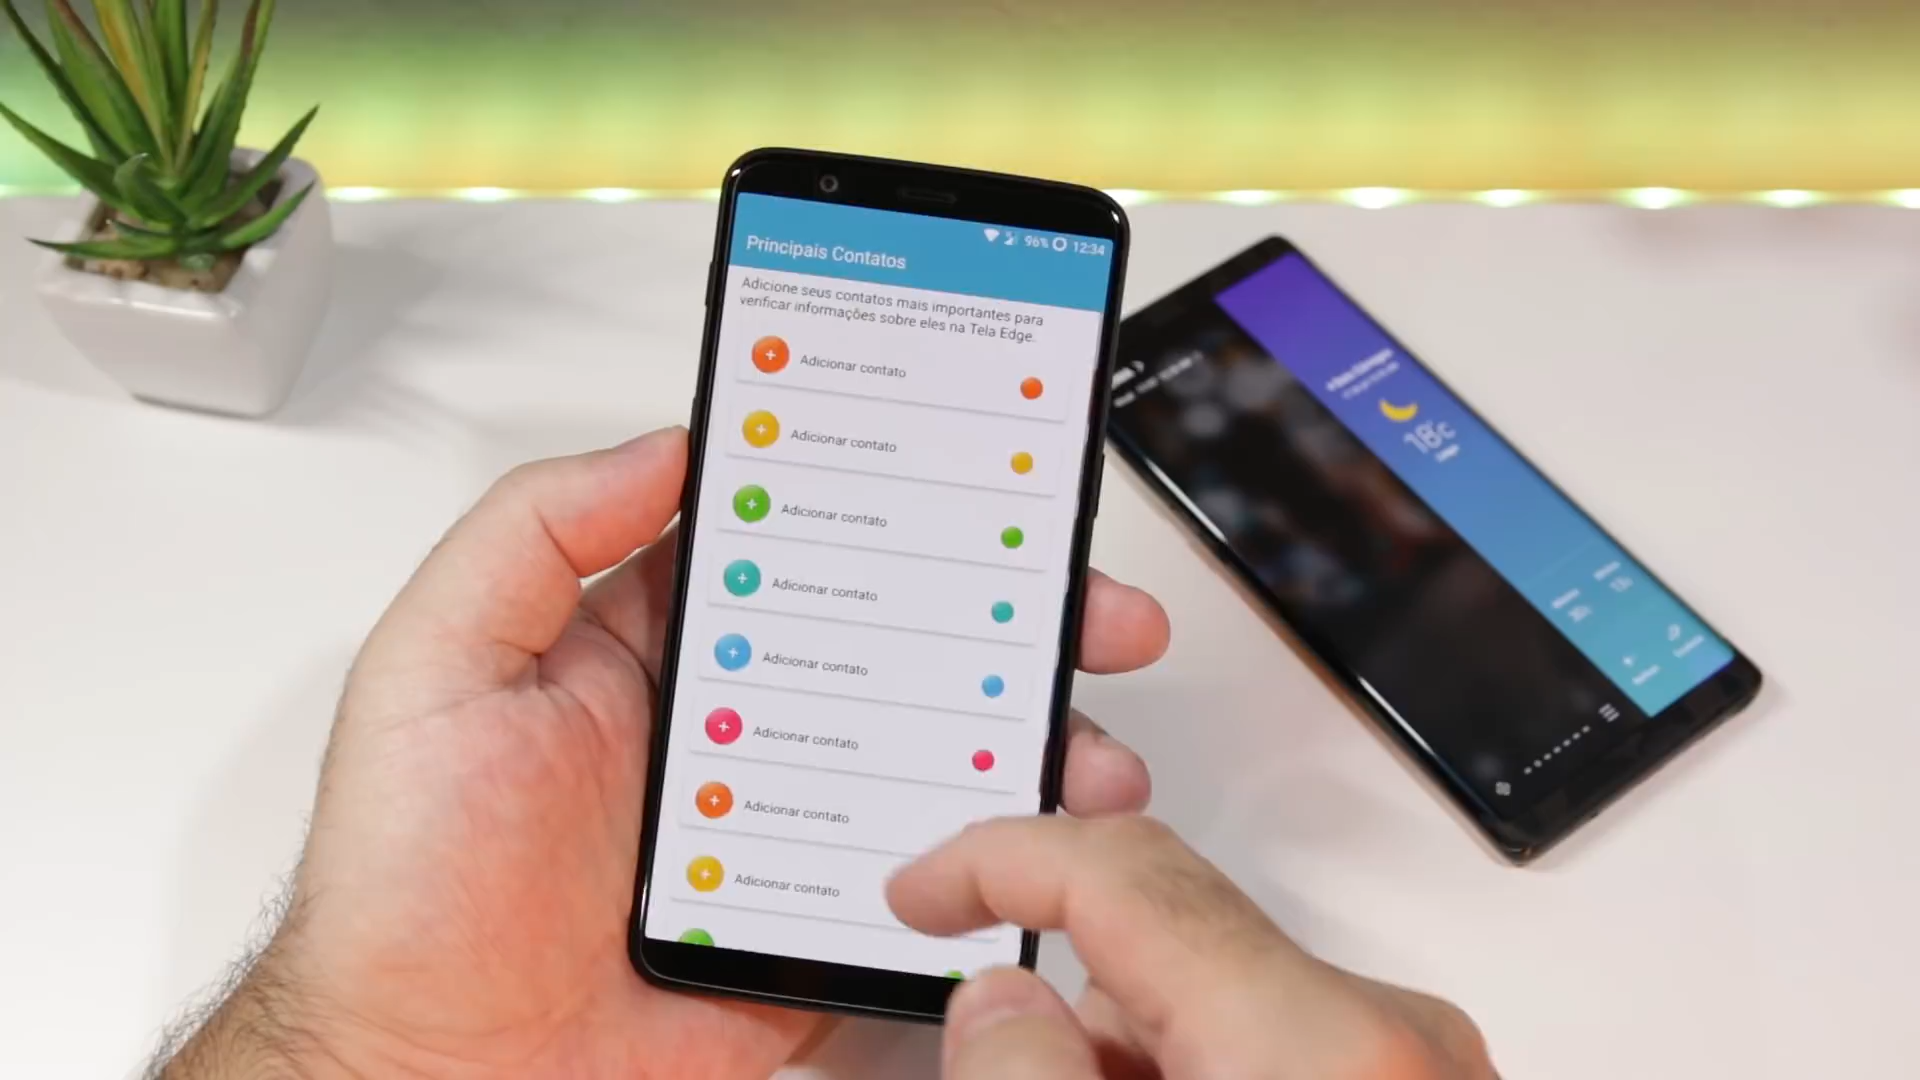 96% 12:34
Principais Contatos
Adicione seus contatos mais importantes para
verificar informações sobre eles na Tela Edge.
Adicionar contato
Adicionar contato
Adicionar contato
Adicionar contato
Adicionar contato
Adicionar contato
Adicionar contato
Adicionar contato
18°c